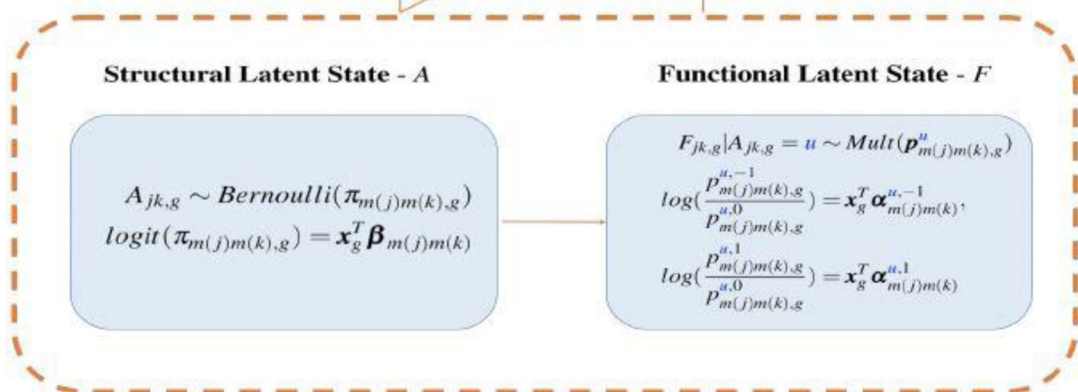 Structural Latent State - A
A_{jk,g} ∼ Bernoulli(π_{m(j)m(k),g})
logit(π_{m(j)m(k),g}) = x_g^T β_{m(j)m(k)}
Functional Latent State - F
F_{jk,g}|A_{jk,g} = u ∼ Mult(p^u_{m(j)m(k),g})
log(p^{u,-1}_{m(j)m(k),g} / p^{u,0}_{m(j)m(k),g}) = x_g^T α^{u,-1}_{m(j)m(k)},
log(p^{u,1}_{m(j)m(k),g} / p^{u,0}_{m(j)m(k),g}) = x_g^T α^{u,1}_{m(j)m(k)}